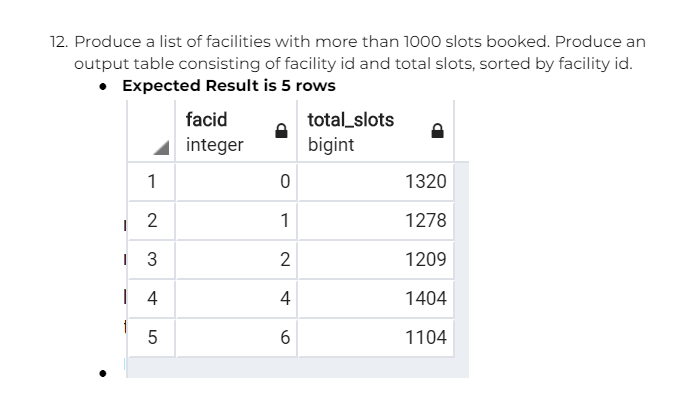 12. Produce a list of facilities with more than 1000 slots booked. Produce an
output table consisting of facility id and total slots, sorted by facility id.
• Expected Result is 5 rows
facid total_slots
integer bigint
1 0 1320
2 1 1278
3 2 1209
4 4 1404
5 6 1104
•